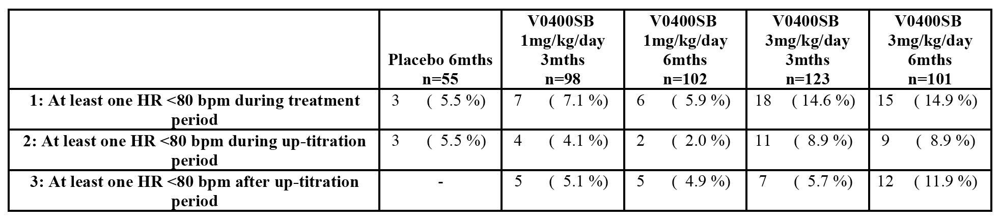 Placebo 6mths
n=55
V0400SB
1mg/kg/day
3mths
n=98
V0400SB
1mg/kg/day
6mths
n=102
V0400SB
3mg/kg/day
3mths
n=123
V0400SB
3mg/kg/day
6mths
n=101
1: At least one HR <80 bpm during treatment
period
3 ( 5.5 %)
7 ( 7.1 %)
6 ( 5.9 %)
18 ( 14.6 %)
15 ( 14.9 %)
2: At least one HR <80 bpm during up-titration
period
3 ( 5.5 %)
4 ( 4.1 %)
2 ( 2.0 %)
11 ( 8.9 %)
9 ( 8.9 %)
3: At least one HR <80 bpm after up-titration
period
-
5 ( 5.1 %)
5 ( 4.9 %)
7 ( 5.7 %)
12 ( 11.9 %)